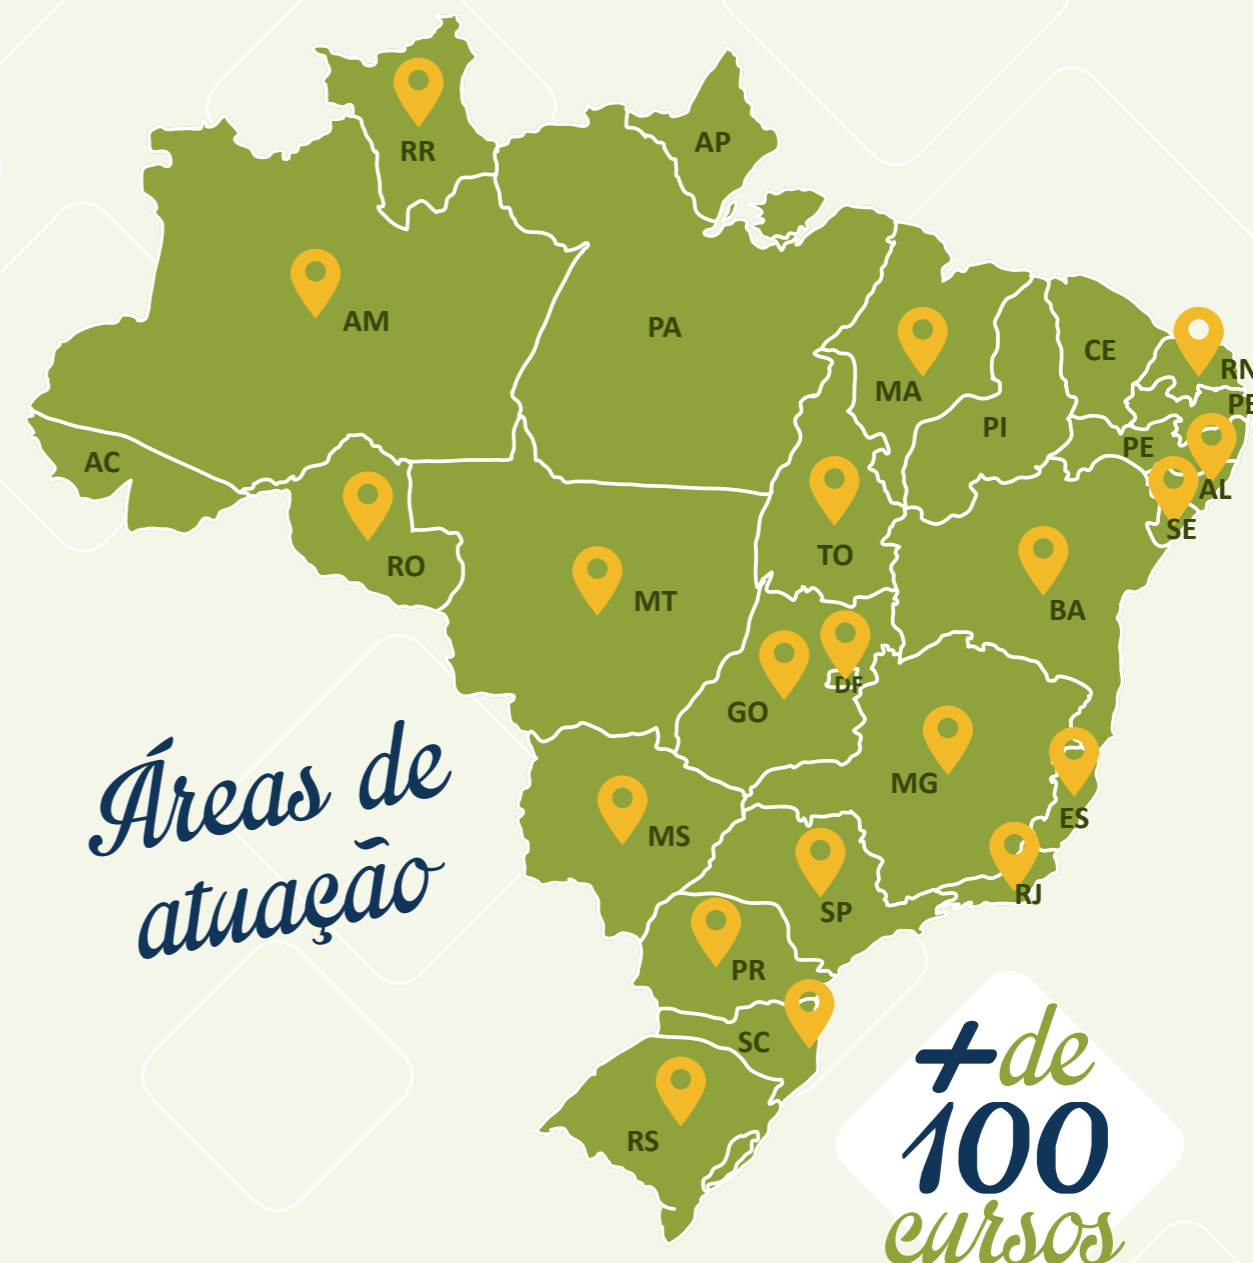 RR
AP
AM
PA
CE
RN
MA
PB
PI
PE
AC
AL
SE
TO
RO
MT
BA
DF
GO
MG
ES
MS
RJ
SP
PR
SC
RS
Áreas de
atuação
+de
100
cursos